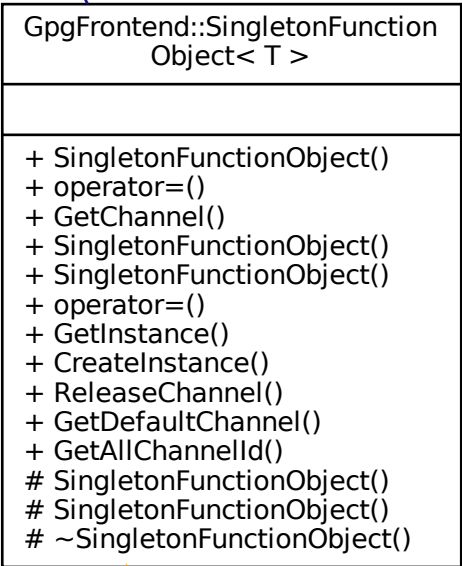 GpgFrontend::SingletonFunction
Object< T >
+ SingletonFunctionObject()
+ operator=()
+ GetChannel()
+ SingletonFunctionObject()
+ SingletonFunctionObject()
+ operator=()
+ GetInstance()
+ CreateInstance()
+ ReleaseChannel()
+ GetDefaultChannel()
+ GetAllChannelId()
# SingletonFunctionObject()
# SingletonFunctionObject()
# ~SingletonFunctionObject()